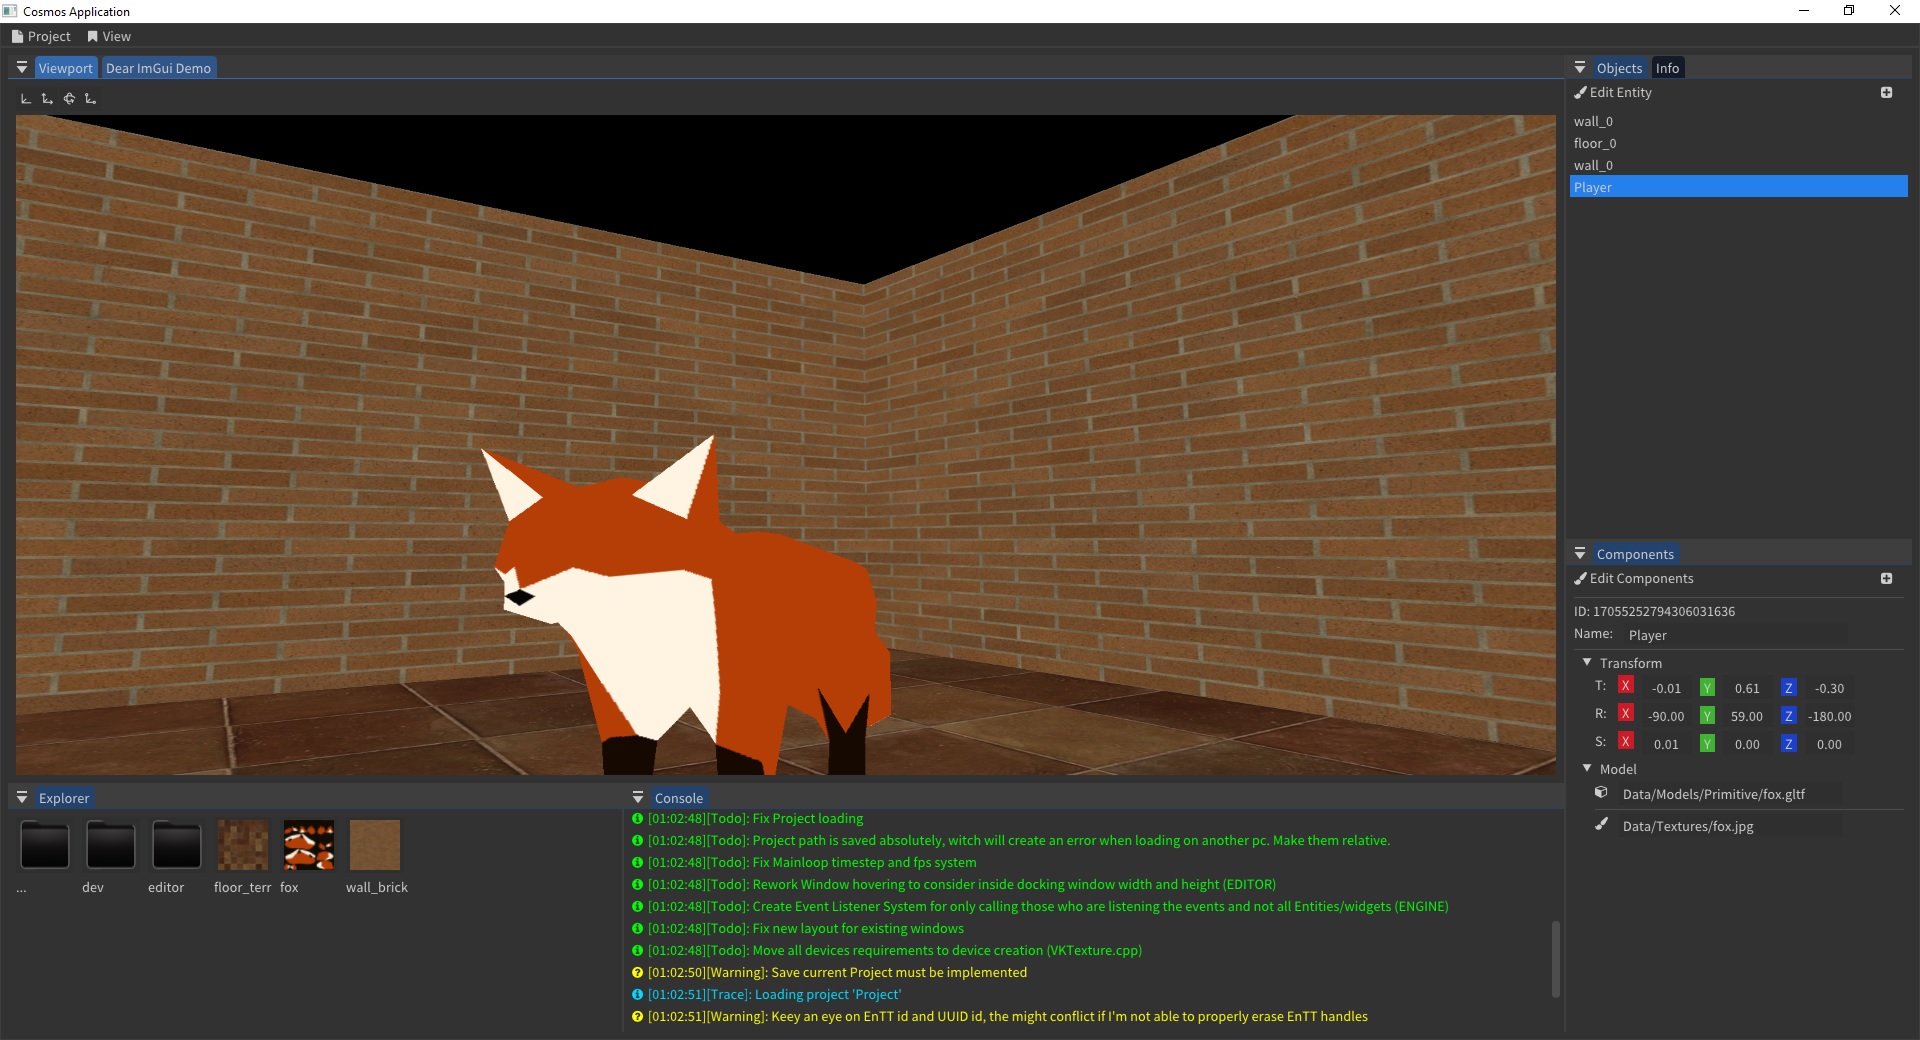 Cosmos Application
Project View
Viewport Dear ImGui Demo
Objects Info
Edit Entity
wall_0
floor_0
wall_0
Player
Components
Edit Components
ID: 17055252794306031636
Name: Player
Transform
T: X -0.01 Y 0.61 Z -0.30
R: X -90.00 Y 59.00 Z -180.00
S: X 0.01 Y 0.00 Z 0.00
Model
Data/Models/Primitive/fox.gltf
Data/Textures/fox.jpg
Explorer
... dev editor floor_terr fox wall_brick
Console
[01:02:48][Todo]: Fix Project loading
[01:02:48][Todo]: Project path is saved absolutely, witch will create an error when loading on another pc. Make them relative.
[01:02:48][Todo]: Fix Mainloop timestep and fps system
[01:02:48][Todo]: Rework Window hovering to consider inside docking window width and height (EDITOR)
[01:02:48][Todo]: Create Event Listener System for only calling those who are listening the events and not all Entities/widgets (ENGINE)
[01:02:48][Todo]: Fix new layout for existing windows
[01:02:48][Todo]: Move all devices requirements to device creation (VKTexture.cpp)
[01:02:50][Warning]: Save current Project must be implemented
[01:02:51][Trace]: Loading project 'Project'
[01:02:51][Warning]: Keey an eye on EnTT id and UUID id, the might conflict if I'm not able to properly erase EnTT handles